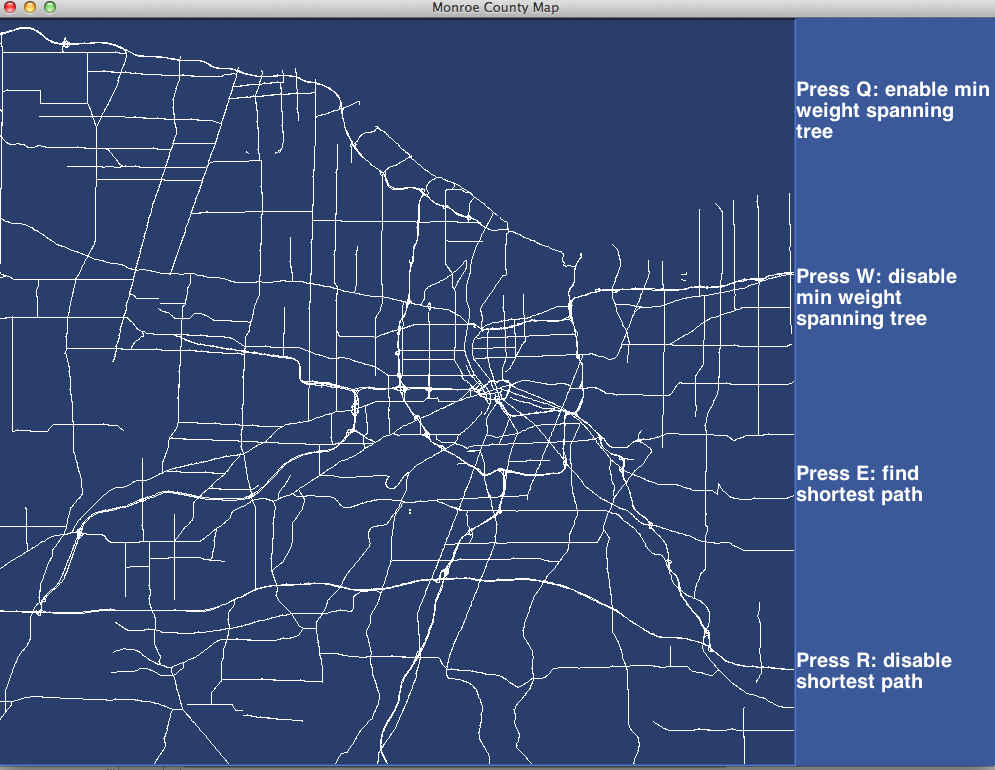 Monroe County Map
Press Q: enable min
weight spanning
tree
Press W: disable
min weight
spanning tree
Press E: find
shortest path
Press R: disable
shortest path